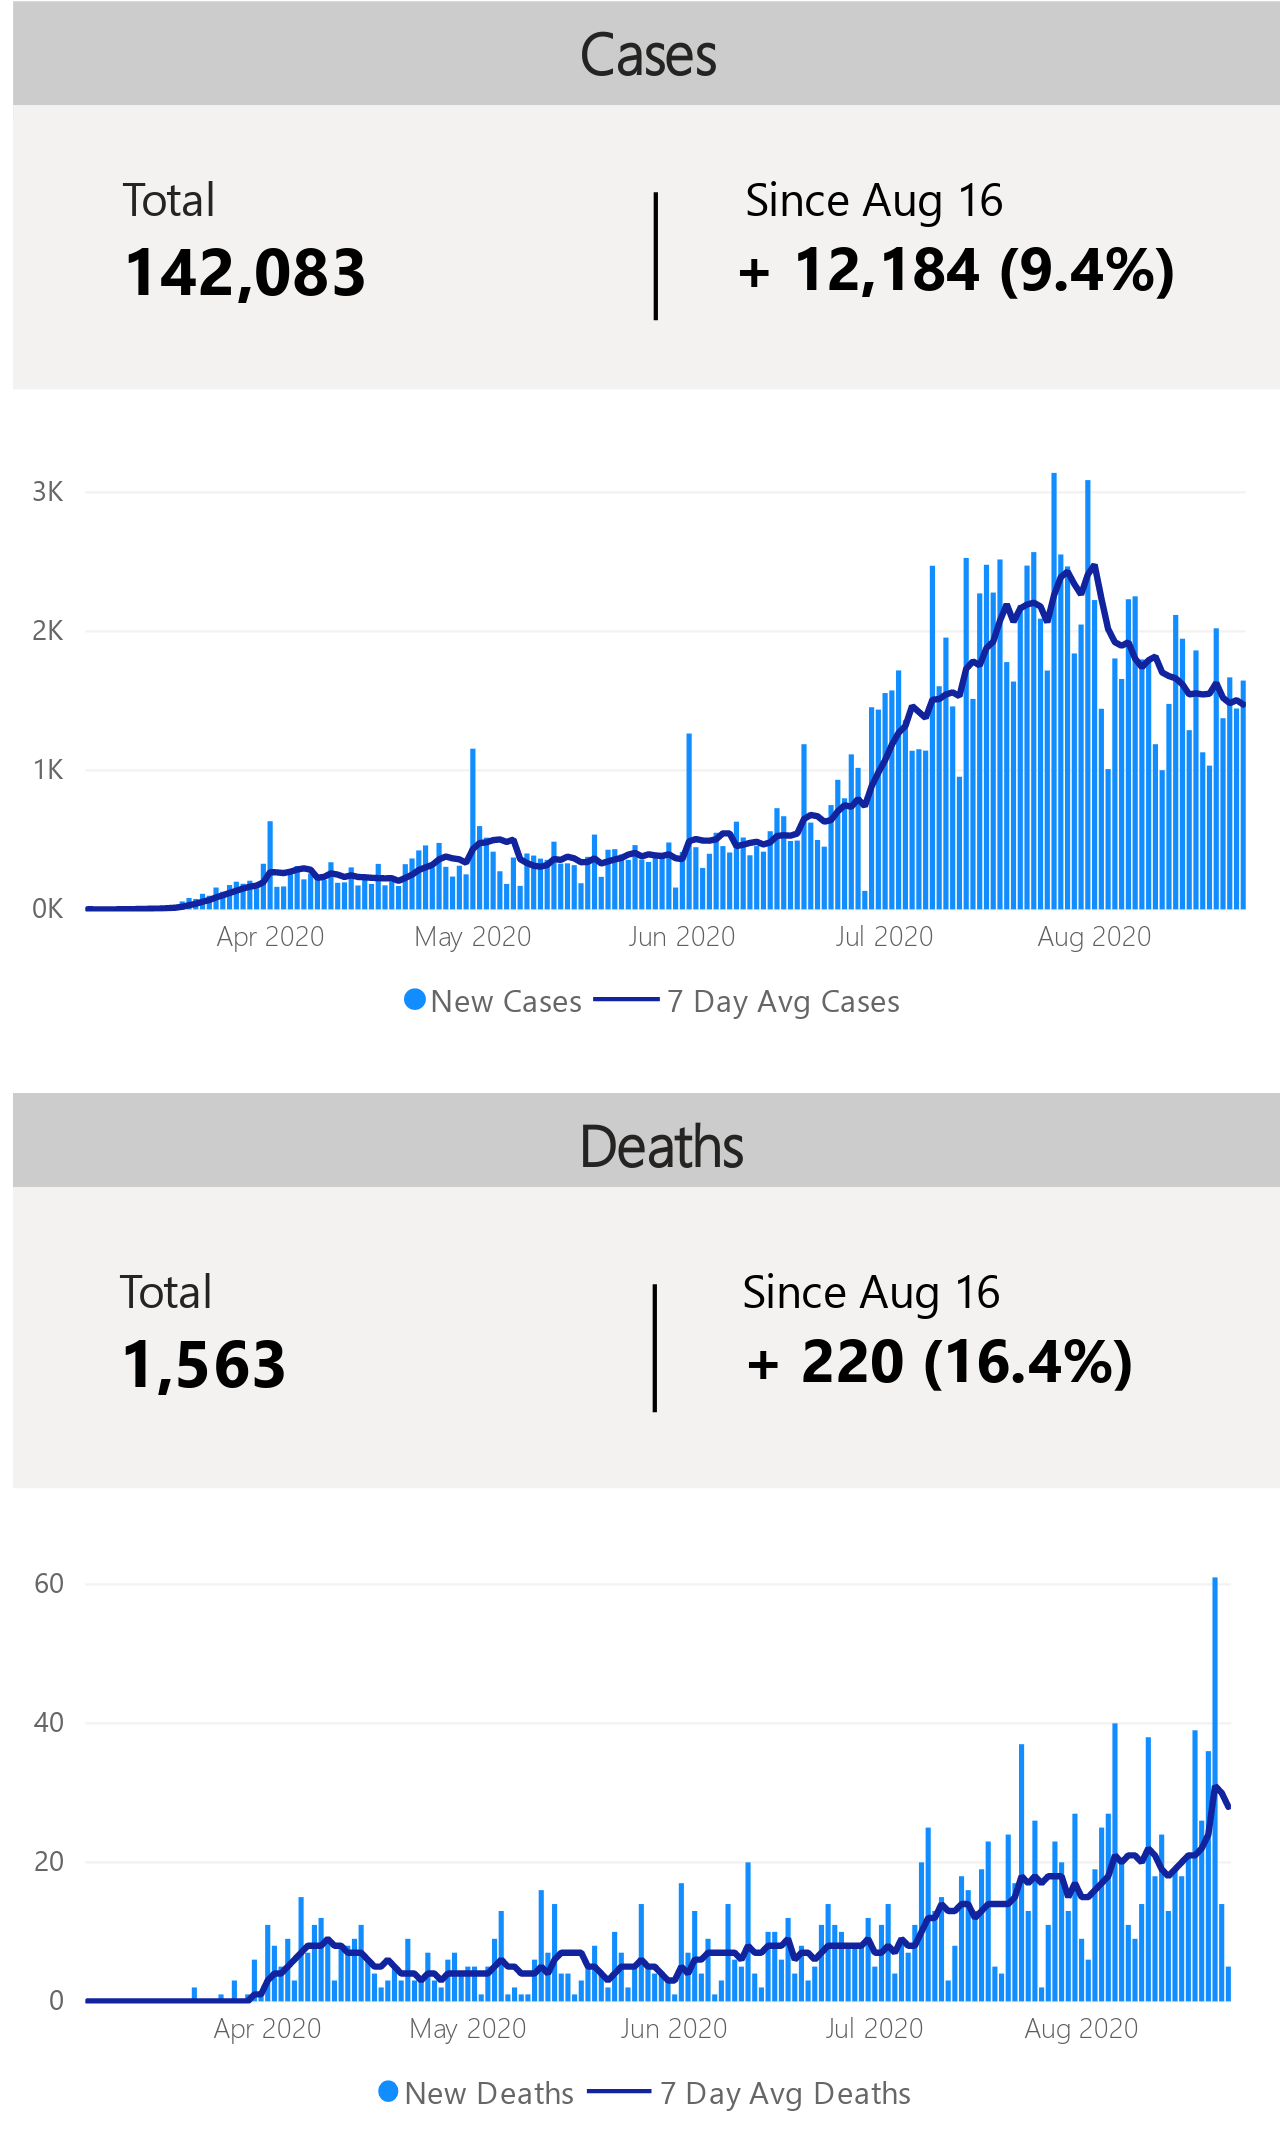 Cases
Total
Since Aug 16
142,083
+ 12,184 (9.4%)
3K
2K
1K
0K
Apr 2020 May 2020 Jun 2020 Jul 2020 Aug 2020
New Cases 7 Day Avg Cases
Deaths
Total
Since Aug 16
1,563
+ 220 (16.4%)
60
40
20
0
Apr 2020 May 2020 Jun 2020 Jul 2020 Aug 2020
New Deaths 7 Day Avg Deaths